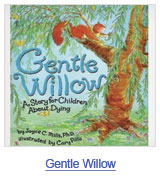 Gentle
Willow
A Story for Children
About Dying
by Joyce C. Mills, Ph.D.
illustrated by Cary Pillo
Gentle Willow